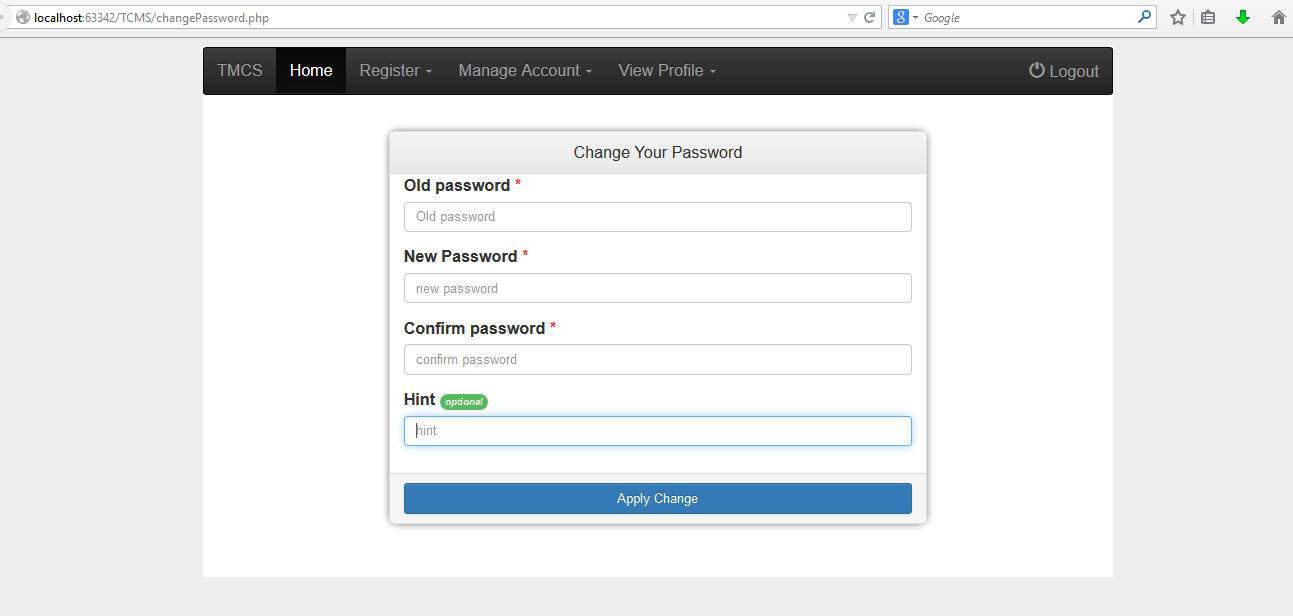 localhost:63342/TCMS/changePassword.php
8 Google
TMCS Home Register Manage Account View Profile Logout
Change Your Password
Old password *
Old password
New Password *
new password
Confirm password *
confirm password
Hint optional
hint
Apply Change